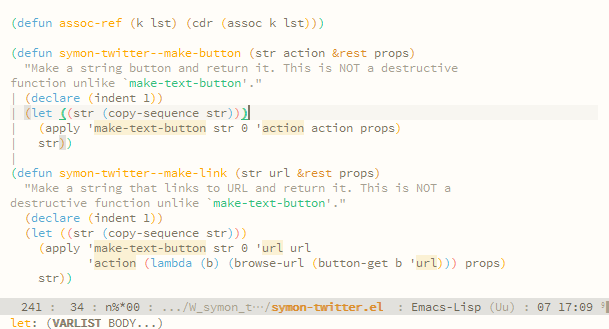 (defun assoc-ref (k lst) (cdr (assoc k lst)))
(defun symon-twitter--make-button (str action &rest props)
"Make a string button and return it. This is NOT a destructive
function unlike `make-text-button'."
(declare (indent 1))
(let ((str (copy-sequence str)))
(apply 'make-text-button str 0 'action action props)
str))
(defun symon-twitter--make-link (str url &rest props)
"Make a string that links to URL and return it. This is NOT a
destructive function unlike `make-text-button'."
(declare (indent 1))
(let ((str (copy-sequence str)))
(apply 'make-text-button str 0 'url url
'action (lambda (b) (browse-url (button-get b 'url))) props)
str))
241 : 34 : n%*00 : .../W_symon_t…/symon-twitter.el : Emacs-Lisp (Uu) : 07 17:09
let: (VARLIST BODY...)